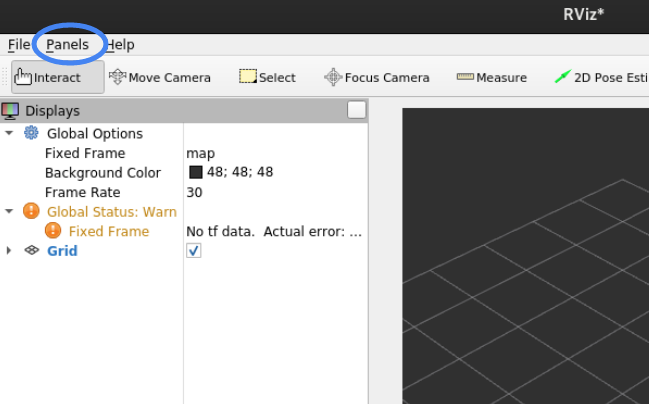 RViz*
File Panels Help
Interact Move Camera Select Focus Camera Measure 2D Pose Esti
Displays
Global Options
Fixed Frame map
Background Color 48; 48; 48
Frame Rate 30
Global Status: Warn
Fixed Frame No tf data.  Actual error: ...
Grid